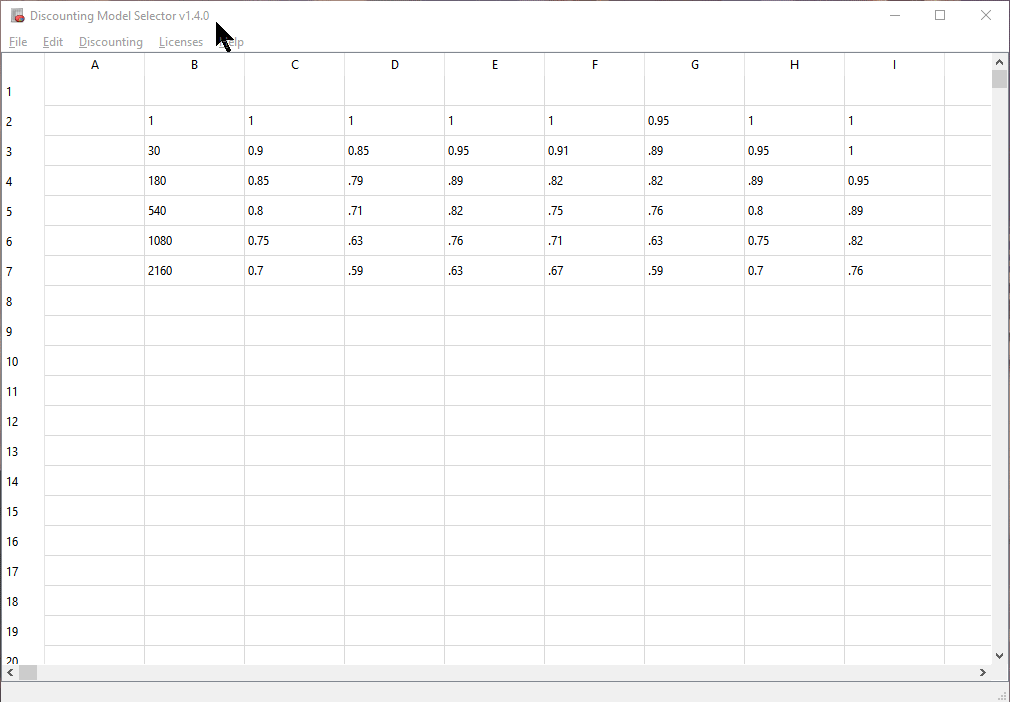 Discounting Model Selector v1.4.0
File Edit Discounting Licenses
A B C D E F G H I
1
2 1 1 1 1 1 0.95 1 1
3 30 0.9 0.85 0.95 0.91 .89 0.95 1
4 180 0.85 .79 .89 .82 .82 .89 0.95
5 540 0.8 .71 .82 .75 .76 0.8 .89
6 1080 0.75 .63 .76 .71 .63 0.75 .82
7 2160 0.7 .59 .63 .67 .59 0.7 .76
8
9
10
11
12
13
14
15
16
17
18
19
20